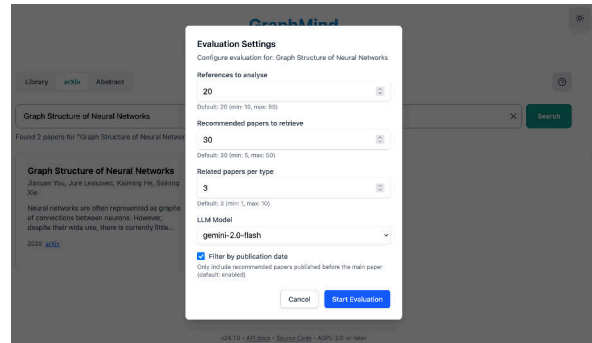 GraphMind
Library arXiv Abstract
Graph Structure of Neural Networks
Search
Found 2 papers for "Graph Structure of Neural Networ
Graph Structure of Neural Networks
Jiaxuan You, Jure Leskovec, Kaiming He, Saining
Xie
Neural networks are often represented as graphs
of connections between neurons. However,
despite their wide use, there is currently little...
2020 arXiv
Evaluation Settings
Configure evaluation for: Graph Structure of Neural Networks
References to analyse
20
Default: 20 (min: 10, max: 50)
Recommended papers to retrieve
30
Default: 30 (min: 5, max: 50)
Related papers per type
3
Default: 3 (min: 1, max: 10)
LLM Model
gemini-2.0-flash
Filter by publication date
Only include recommended papers published before the main paper
(default: enabled)
Cancel Start Evaluation
v24.1.0 • API docs • Source Code • AGPL-3.0-or-later